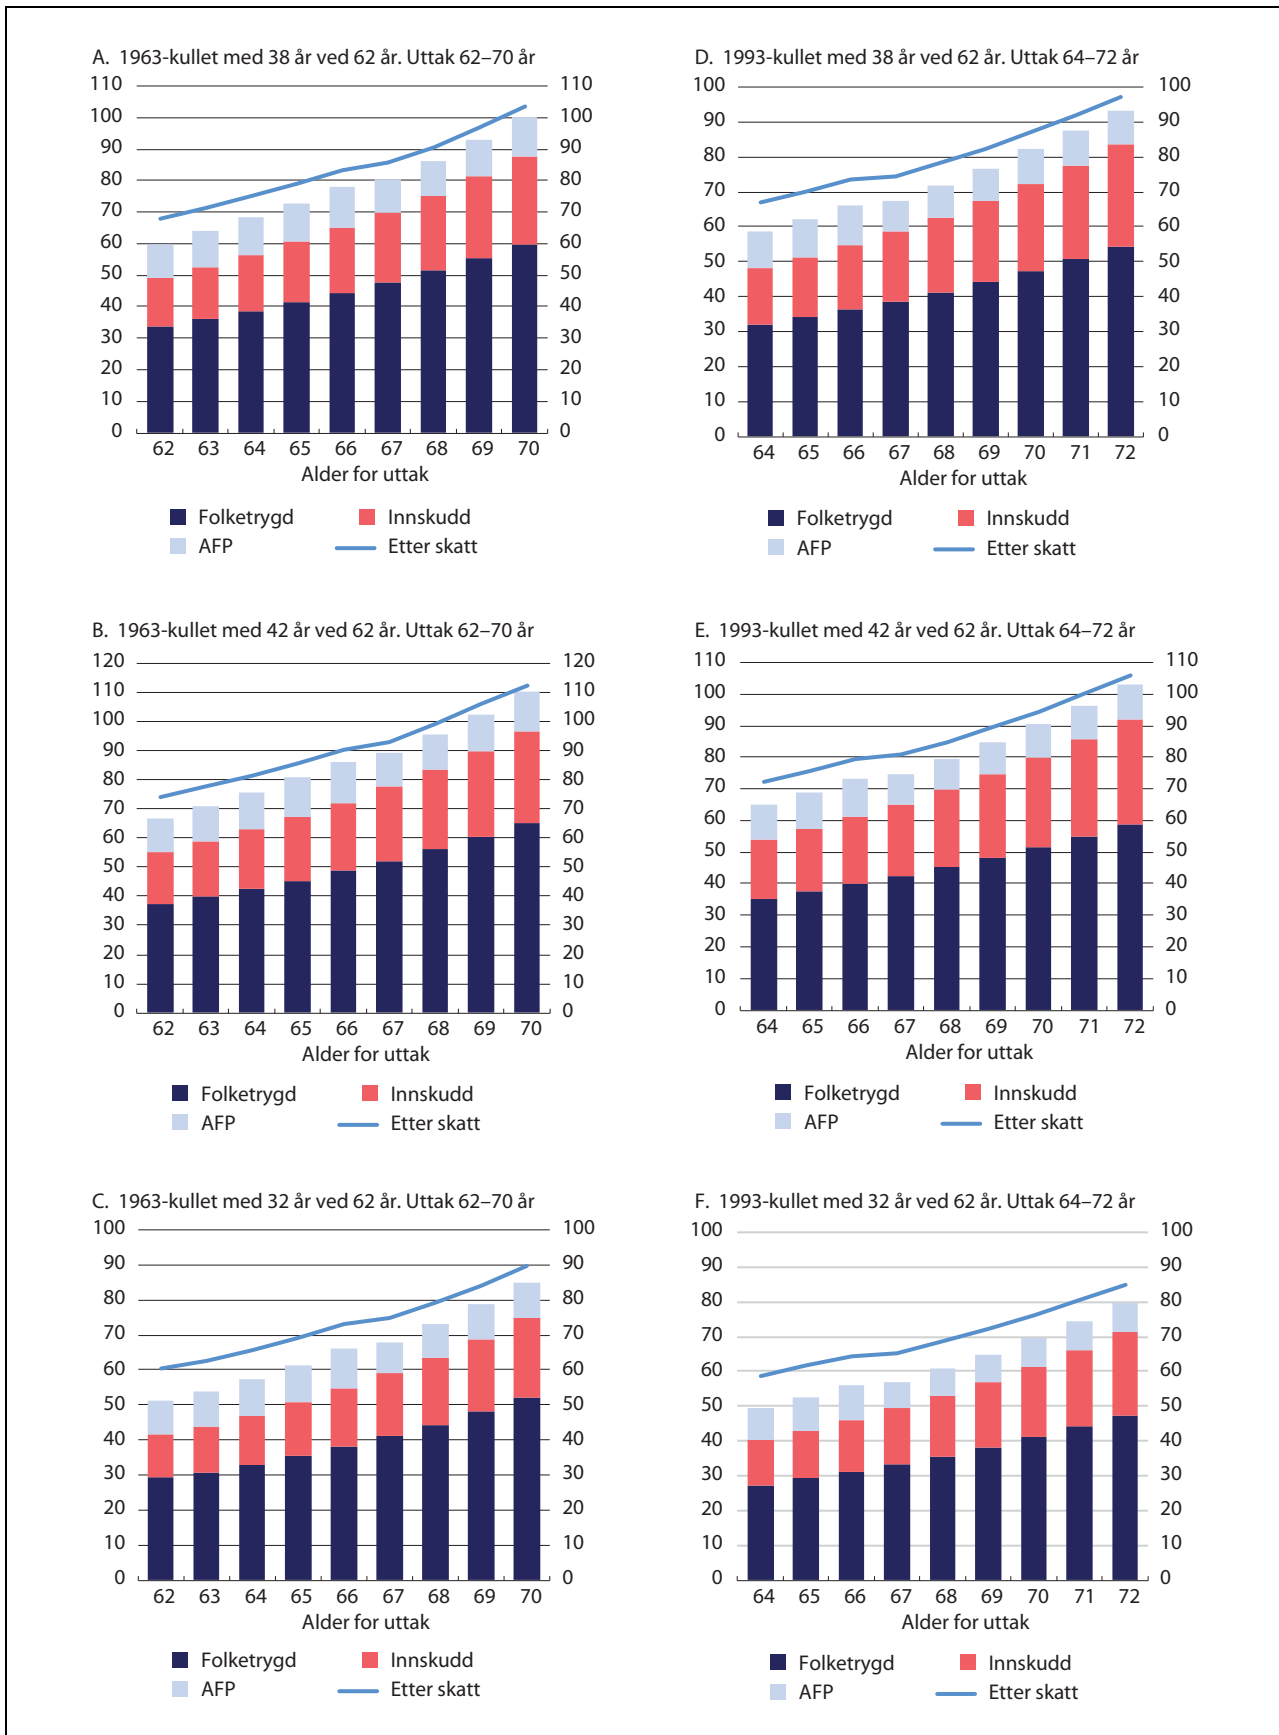 A. 1963-kullet med 38 år ved 62 år. Uttak 62–70 år
110 110
100 100
90 90
80 80
70 70
60 60
50 50
40 40
30 30
20 20
10 10
0 0
62 63 64 65 66 67 68 69 70
Alder for uttak
Folketrygd Innskudd
AFP Etter skatt
B. 1963-kullet med 42 år ved 62 år. Uttak 62–70 år
120 120
110 110
100 100
90 90
80 80
70 70
60 60
50 50
40 40
30 30
20 20
10 10
0 0
62 63 64 65 66 67 68 69 70
Alder for uttak
Folketrygd Innskudd
AFP Etter skatt
C. 1963-kullet med 32 år ved 62 år. Uttak 62–70 år
100 100
90 90
80 80
70 70
60 60
50 50
40 40
30 30
20 20
10 10
0 0
62 63 64 65 66 67 68 69 70
Alder for uttak
Folketrygd Innskudd
AFP Etter skatt
D. 1993-kullet med 38 år ved 62 år. Uttak 64–72 år
100 100
90 90
80 80
70 70
60 60
50 50
40 40
30 30
20 20
10 10
0 0
64 65 66 67 68 69 70 71 72
Alder for uttak
Folketrygd Innskudd
AFP Etter skatt
E. 1993-kullet med 42 år ved 62 år. Uttak 64–72 år
110 110
100 100
90 90
80 80
70 70
60 60
50 50
40 40
30 30
20 20
10 10
0 0
64 65 66 67 68 69 70 71 72
Alder for uttak
Folketrygd Innskudd
AFP Etter skatt
F. 1993-kullet med 32 år ved 62 år. Uttak 64–72 år
100 100
90 90
80 80
70 70
60 60
50 50
40 40
30 30
20 20
10 10
0 0
64 65 66 67 68 69 70 71 72
Alder for uttak
Folketrygd Innskudd
AFP Etter skatt